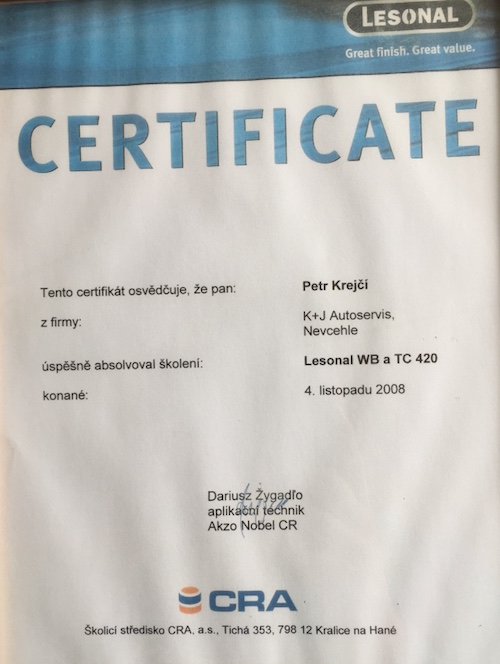 LESONAL
Great finish. Great value.
CERTIFICATE
Tento certifikát osvědčuje, že pan: Petr Krejčí
z firmy: K+J Autoservis,
Nevcehle
úspěšně absolvoval školení: Lesonal WB a TC 420
konané: 4. listopadu 2008
Dariusz Żygadľo
aplikační technik
Akzo Nobel CR
CRA
Školicí středisko CRA, a.s., Tichá 353, 798 12 Kralice na Hané